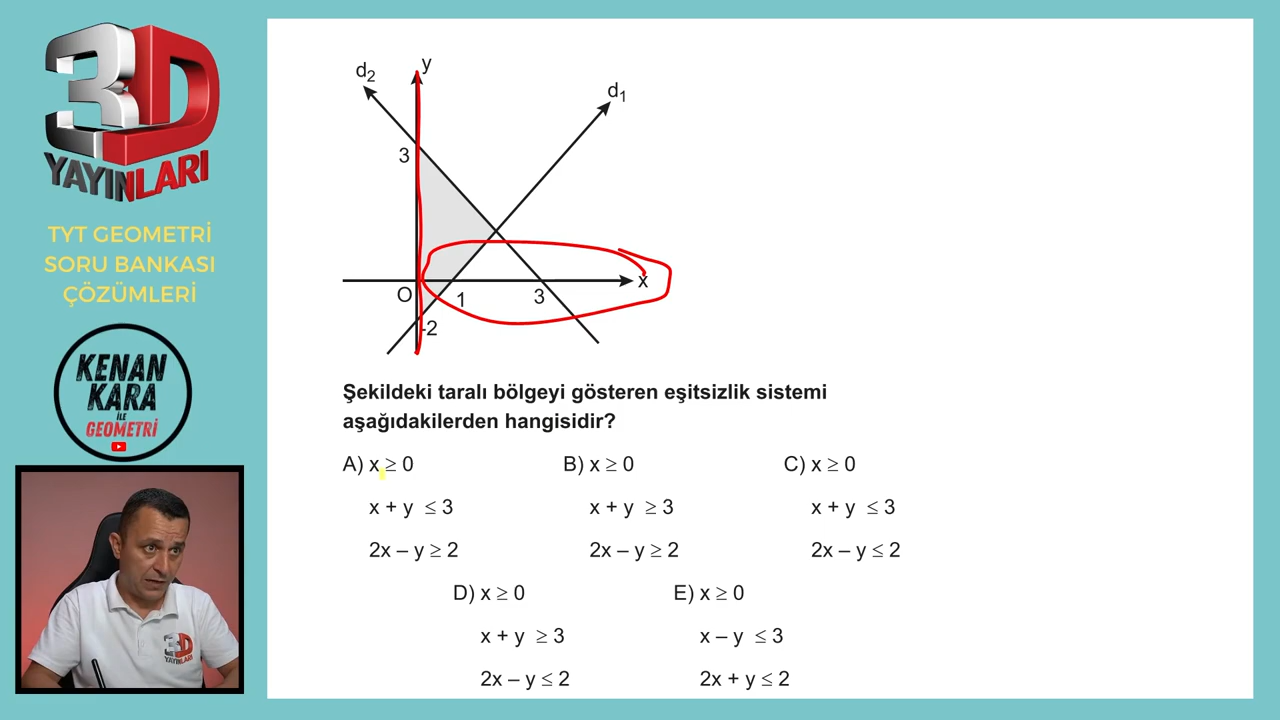 3D
YAYINLARI
TYT GEOMETRİ
SORU BANKASI
ÇÖZÜMLERİ
KENAN
KARA
İLE
GEOMETRİ
3D
YAYINLARI
y
d2
d1
3
x
O
1
3
-2
Şekildeki taralı bölgeyi gösteren eşitsizlik sistemi
aşağıdakilerden hangisidir?
A) x ≥ 0
B) x ≥ 0
C) x ≥ 0
x + y ≤ 3
x + y ≥ 3
x + y ≤ 3
2x – y ≥ 2
2x – y ≥ 2
2x – y ≤ 2
D) x ≥ 0
E) x ≥ 0
x + y ≥ 3
x – y ≤ 3
2x – y ≤ 2
2x + y ≤ 2